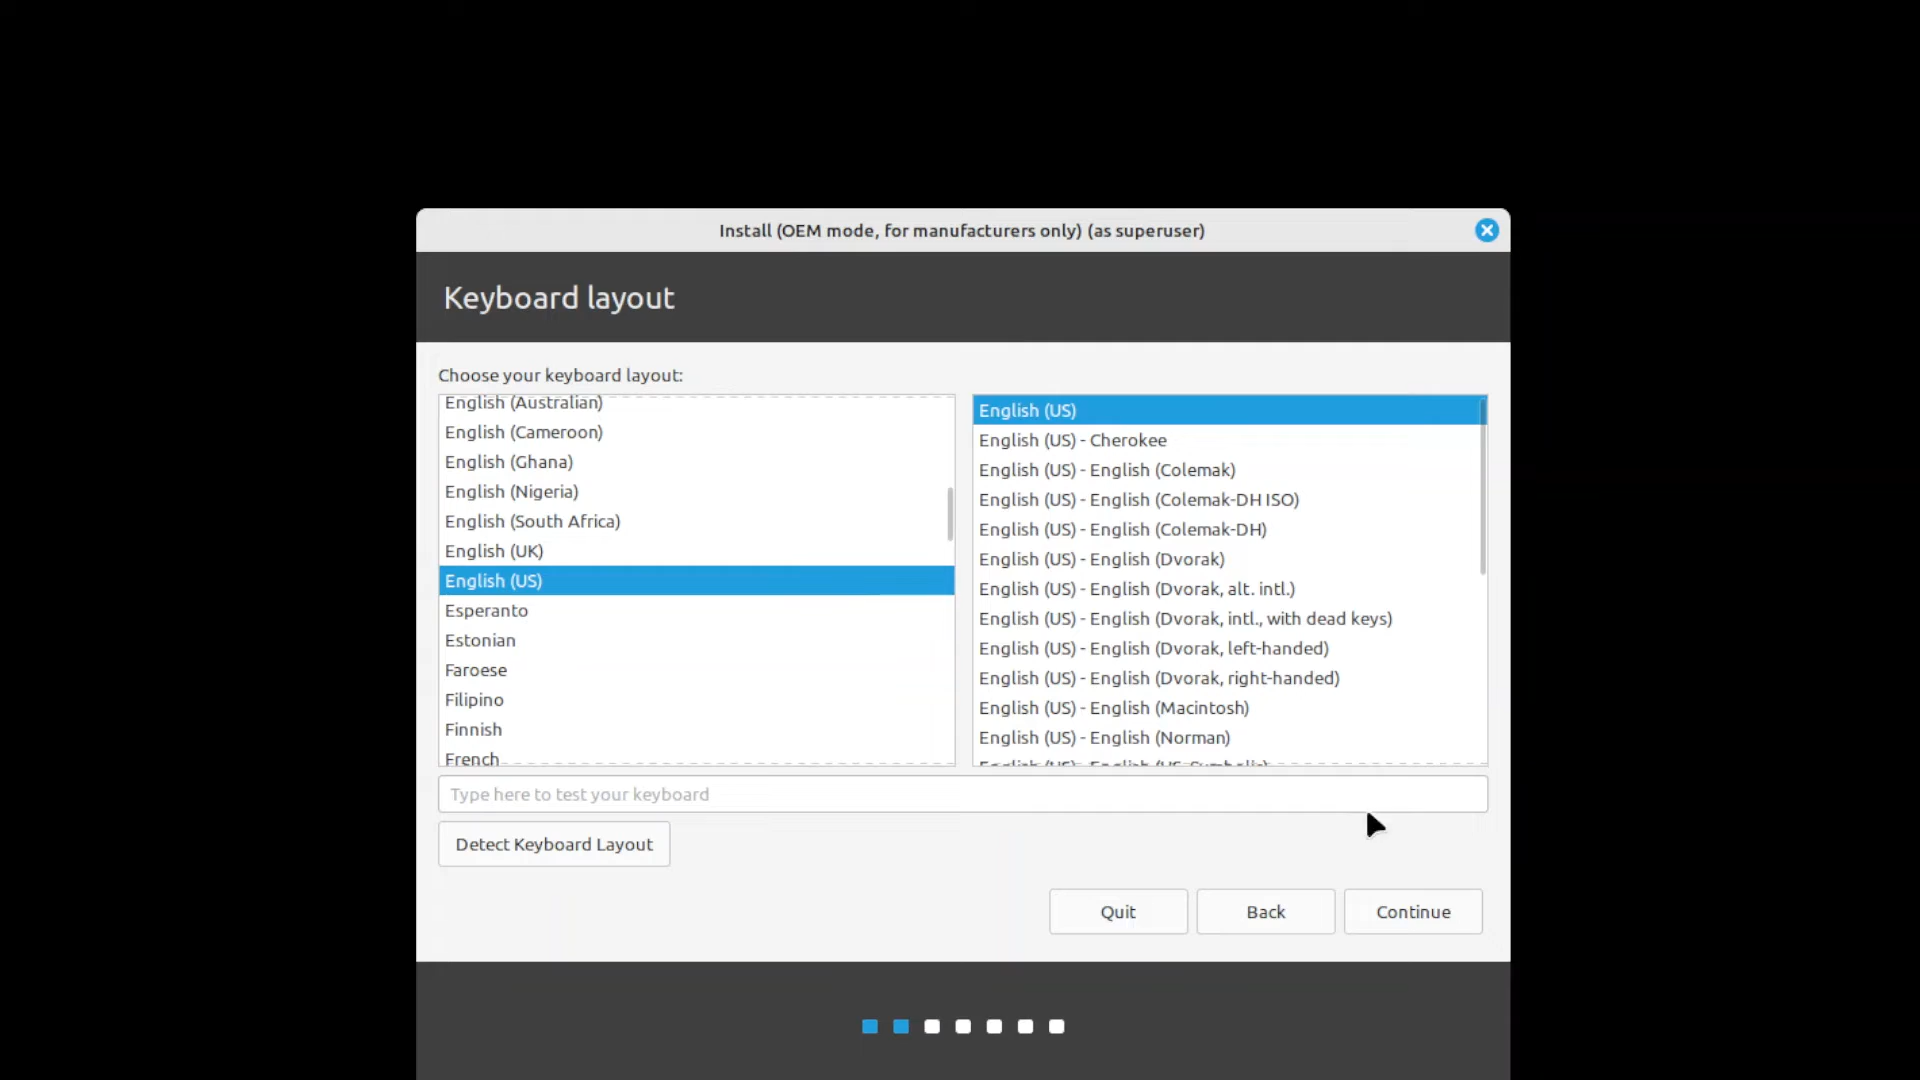 Install (OEM mode, for manufacturers only) (as superuser)
Keyboard layout
Choose your keyboard layout:
English (Australian)
English (Cameroon)
English (Ghana)
English (Nigeria)
English (South Africa)
English (UK)
English (US)
Esperanto
Estonian
Faroese
Filipino
Finnish
French
English (US)
English (US) - Cherokee
English (US) - English (Colemak)
English (US) - English (Colemak-DH ISO)
English (US) - English (Colemak-DH)
English (US) - English (Dvorak)
English (US) - English (Dvorak, alt. intl.)
English (US) - English (Dvorak, intl., with dead keys)
English (US) - English (Dvorak, left-handed)
English (US) - English (Dvorak, right-handed)
English (US) - English (Macintosh)
English (US) - English (Norman)
English (US) - English (US-Symbolic)
Type here to test your keyboard
Detect Keyboard Layout
Quit
Back
Continue